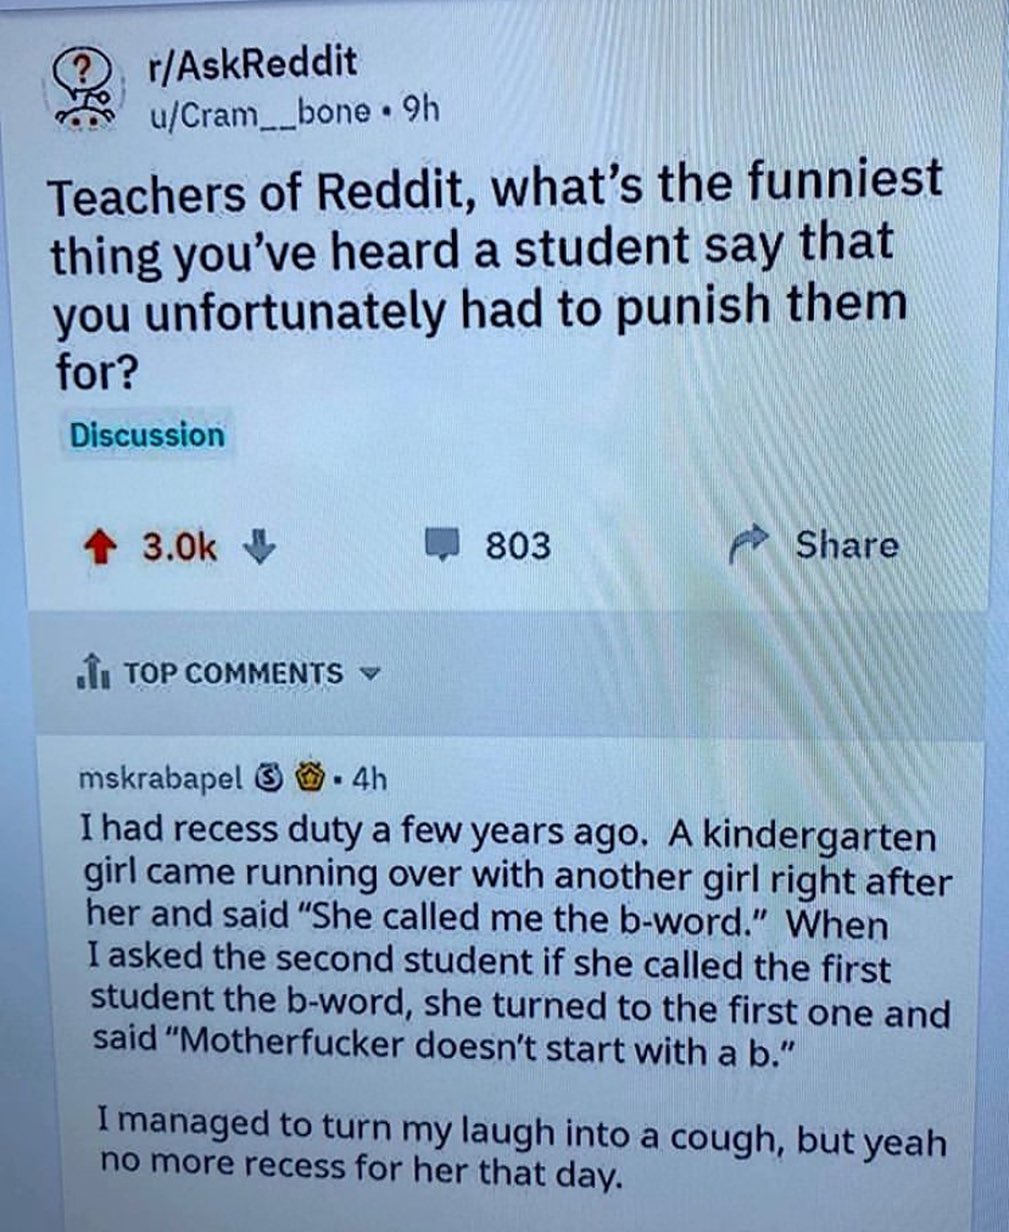 ?
r/AskReddit
u/Cram__bone • 9h
Teachers of Reddit, what's the funniest
thing you've heard a student say that
you unfortunately had to punish them
for?
Discussion
3.0k
803
Share
TOP COMMENTS
mskrabapel S • 4h
I had recess duty a few years ago. A kindergarten
girl came running over with another girl right after
her and said “She called me the b-word.” When
I asked the second student if she called the first
student the b-word, she turned to the first one and
said “Motherfucker doesn't start with a b.”
I managed to turn my laugh into a cough, but yeah
no more recess for her that day.